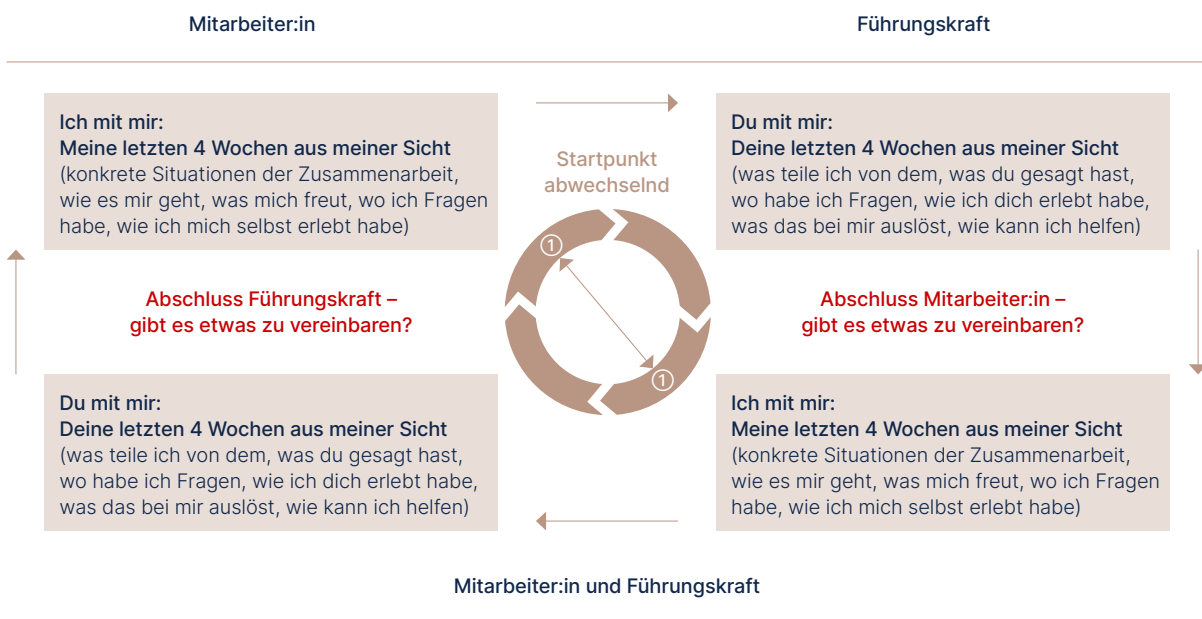 Mitarbeiter:in
Führungskraft
Ich mit mir:
Meine letzten 4 Wochen aus meiner Sicht
(konkrete Situationen der Zusammenarbeit,
wie es mir geht, was mich freut, wo ich Fragen
habe, wie ich mich selbst erlebt habe)
Startpunkt
abwechselnd
Du mit mir:
Deine letzten 4 Wochen aus meiner Sicht
(was teile ich von dem, was du gesagt hast,
wo habe ich Fragen, wie ich dich erlebt habe,
was das bei mir auslöst, wie kann ich helfen)
1
Abschluss Führungskraft –
gibt es etwas zu vereinbaren?
Abschluss Mitarbeiter:in –
gibt es etwas zu vereinbaren?
1
Du mit mir:
Deine letzten 4 Wochen aus meiner Sicht
(was teile ich von dem, was du gesagt hast,
wo habe ich Fragen, wie ich dich erlebt habe,
was das bei mir auslöst, wie kann ich helfen)
Ich mit mir:
Meine letzten 4 Wochen aus meiner Sicht
(konkrete Situationen der Zusammenarbeit,
wie es mir geht, was mich freut, wo ich Fragen
habe, wie ich mich selbst erlebt habe)
Mitarbeiter:in und Führungskraft